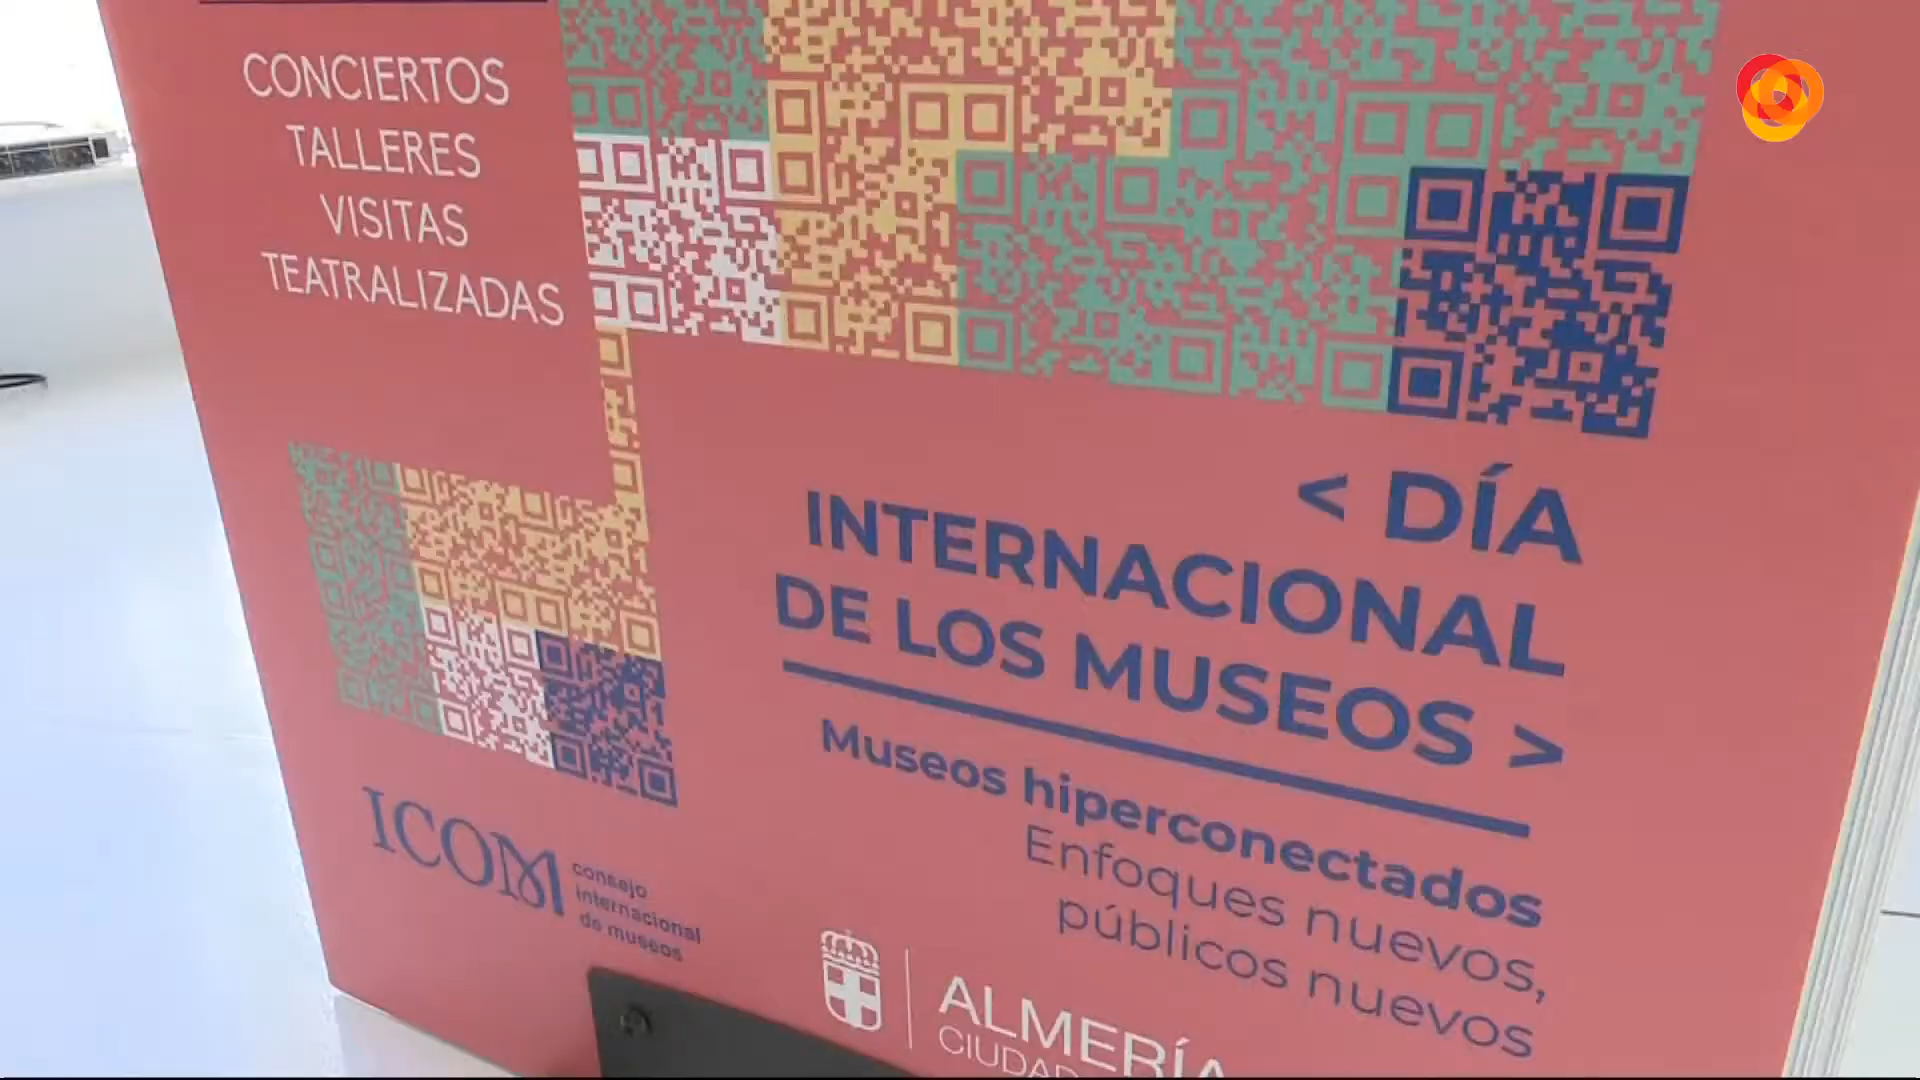 CONCIERTOS
TALLERES
VISITAS
TEATRALIZADAS
< DÍA
INTERNACIONAL
DE LOS MUSEOS >
Museos hiperconectados
Enfoques nuevos,
públicos nuevos
ICOM
consejo
internacional
de museos
ALMERÍA
CIUDAD